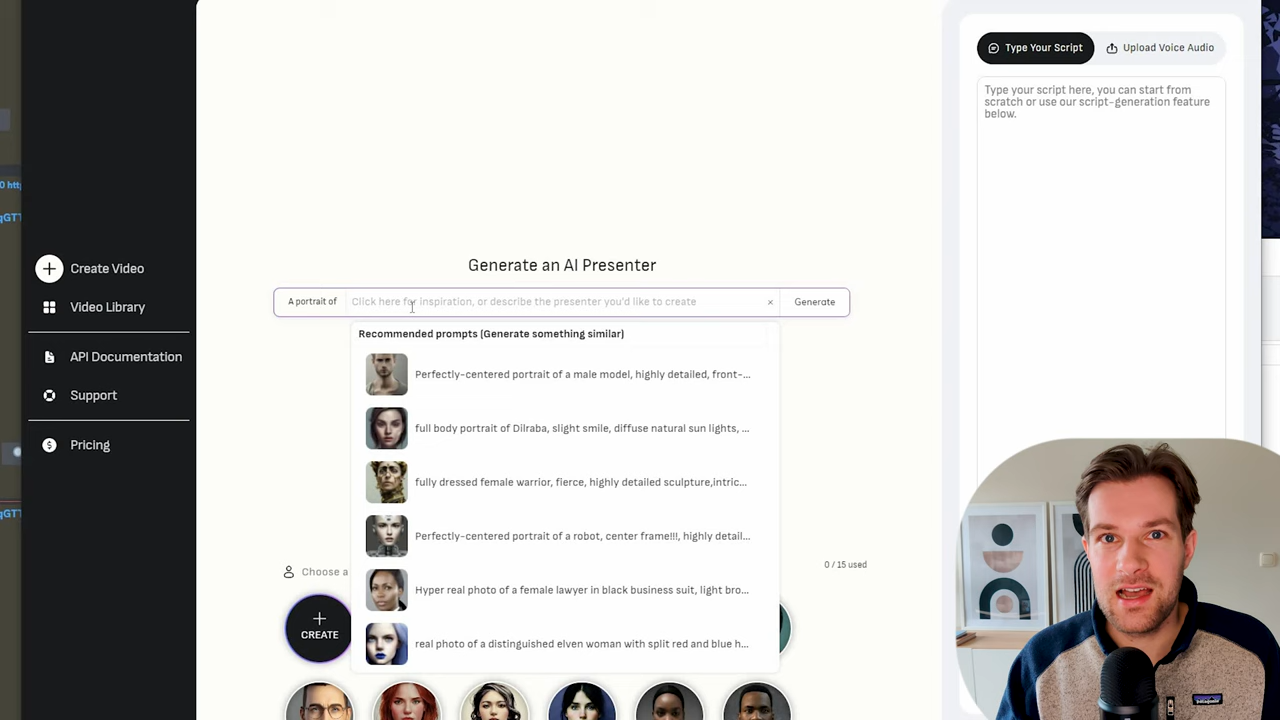 0 http
qGTT
qGTT
Create Video
Video Library
API Documentation
Support
Pricing
Generate an AI Presenter
A portrait of
Click here for inspiration, or describe the presenter you'd like to create
×
Generate
Recommended prompts (Generate something similar)
Perfectly-centered portrait of a male model, highly detailed, front-...
full body portrait of Dilraba, slight smile, diffuse natural sun lights, ...
fully dressed female warrior, fierce, highly detailed sculpture,intric...
Perfectly-centered portrait of a robot, center frame!!!, highly detail...
Hyper real photo of a female lawyer in black business suit, light bro...
real photo of a distinguished elven woman with split red and blue h...
Choose a
0 / 15 used
CREATE
Type Your Script
Upload Voice Audio
Type your script here, you can start from
scratch or use our script-generation feature
below.
patagonia